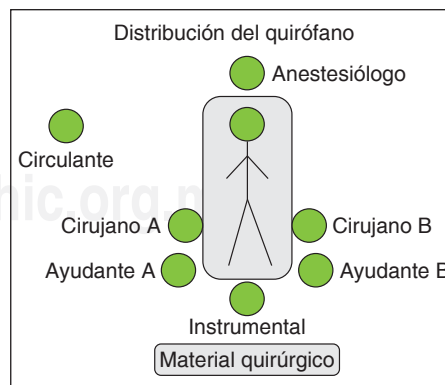 Distribución del quirófano
Anestesiólogo
Circulante
Cirujano A
Cirujano B
Ayudante A
Ayudante B
Instrumental
Material quirúrgico